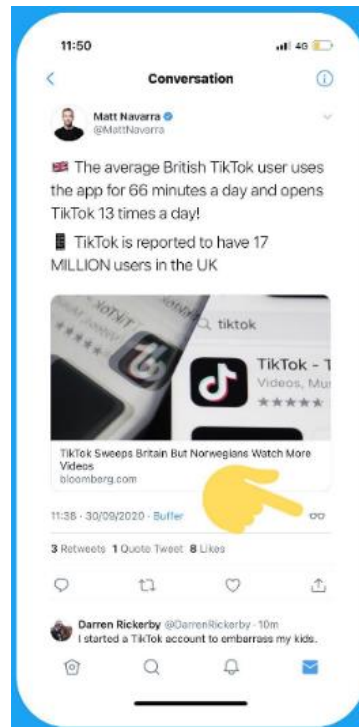 11:50
4G
Conversation
Matt Navarra
@MattNavarra
The average British TikTok user uses
the app for 66 minutes a day and opens
TikTok 13 times a day!
TikTok is reported to have 17
MILLION users in the UK
tiktok
TikTok - T
Videos, Mus
TikTok Sweeps Britain But Norwegians Watch More
Videos
bloomberg.com
11:38 · 30/09/2020 · Buffer
3 Retweets 1 Quote Tweet 8 Likes
Darren Rickerby @DarrenRickerby · 10m
I started a TikTok account to embarrass my kids.